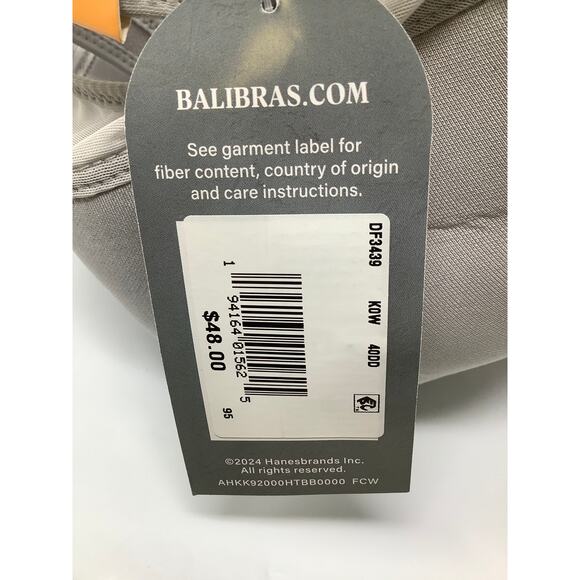 BALIBRAS.COM
See garment label for
fiber content, country of origin
and care instructions.
DF3439 KOW 40DD
1 94164 01562 5 95
$48.00
©2024 Hanesbrands Inc.
All rights reserved.
AHKK92000HTBB0000 FCW